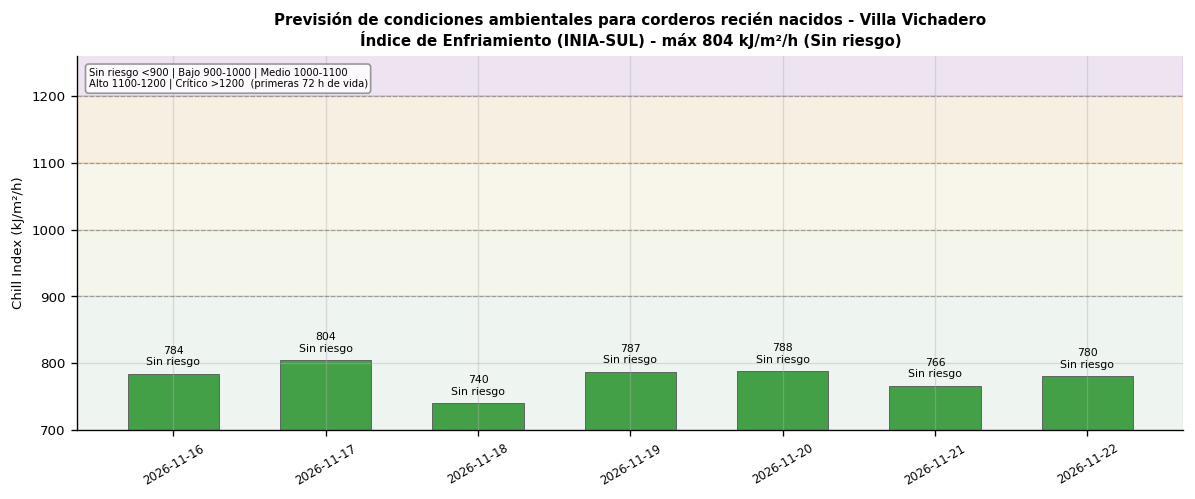 Previsión de condiciones ambientales para corderos recién nacidos - Villa Vichadero
Índice de Enfriamiento (INIA-SUL) - máx 804 kJ/m²/h (Sin riesgo)
Sin riesgo <900 | Bajo 900-1000 | Medio 1000-1100
Alto 1100-1200 | Crítico >1200  (primeras 72 h de vida)
Chill Index (kJ/m²/h)
1200
1100
1000
900
800
700
784
Sin riesgo
804
Sin riesgo
740
Sin riesgo
787
Sin riesgo
788
Sin riesgo
766
Sin riesgo
780
Sin riesgo
2026-11-16
2026-11-17
2026-11-18
2026-11-19
2026-11-20
2026-11-21
2026-11-22